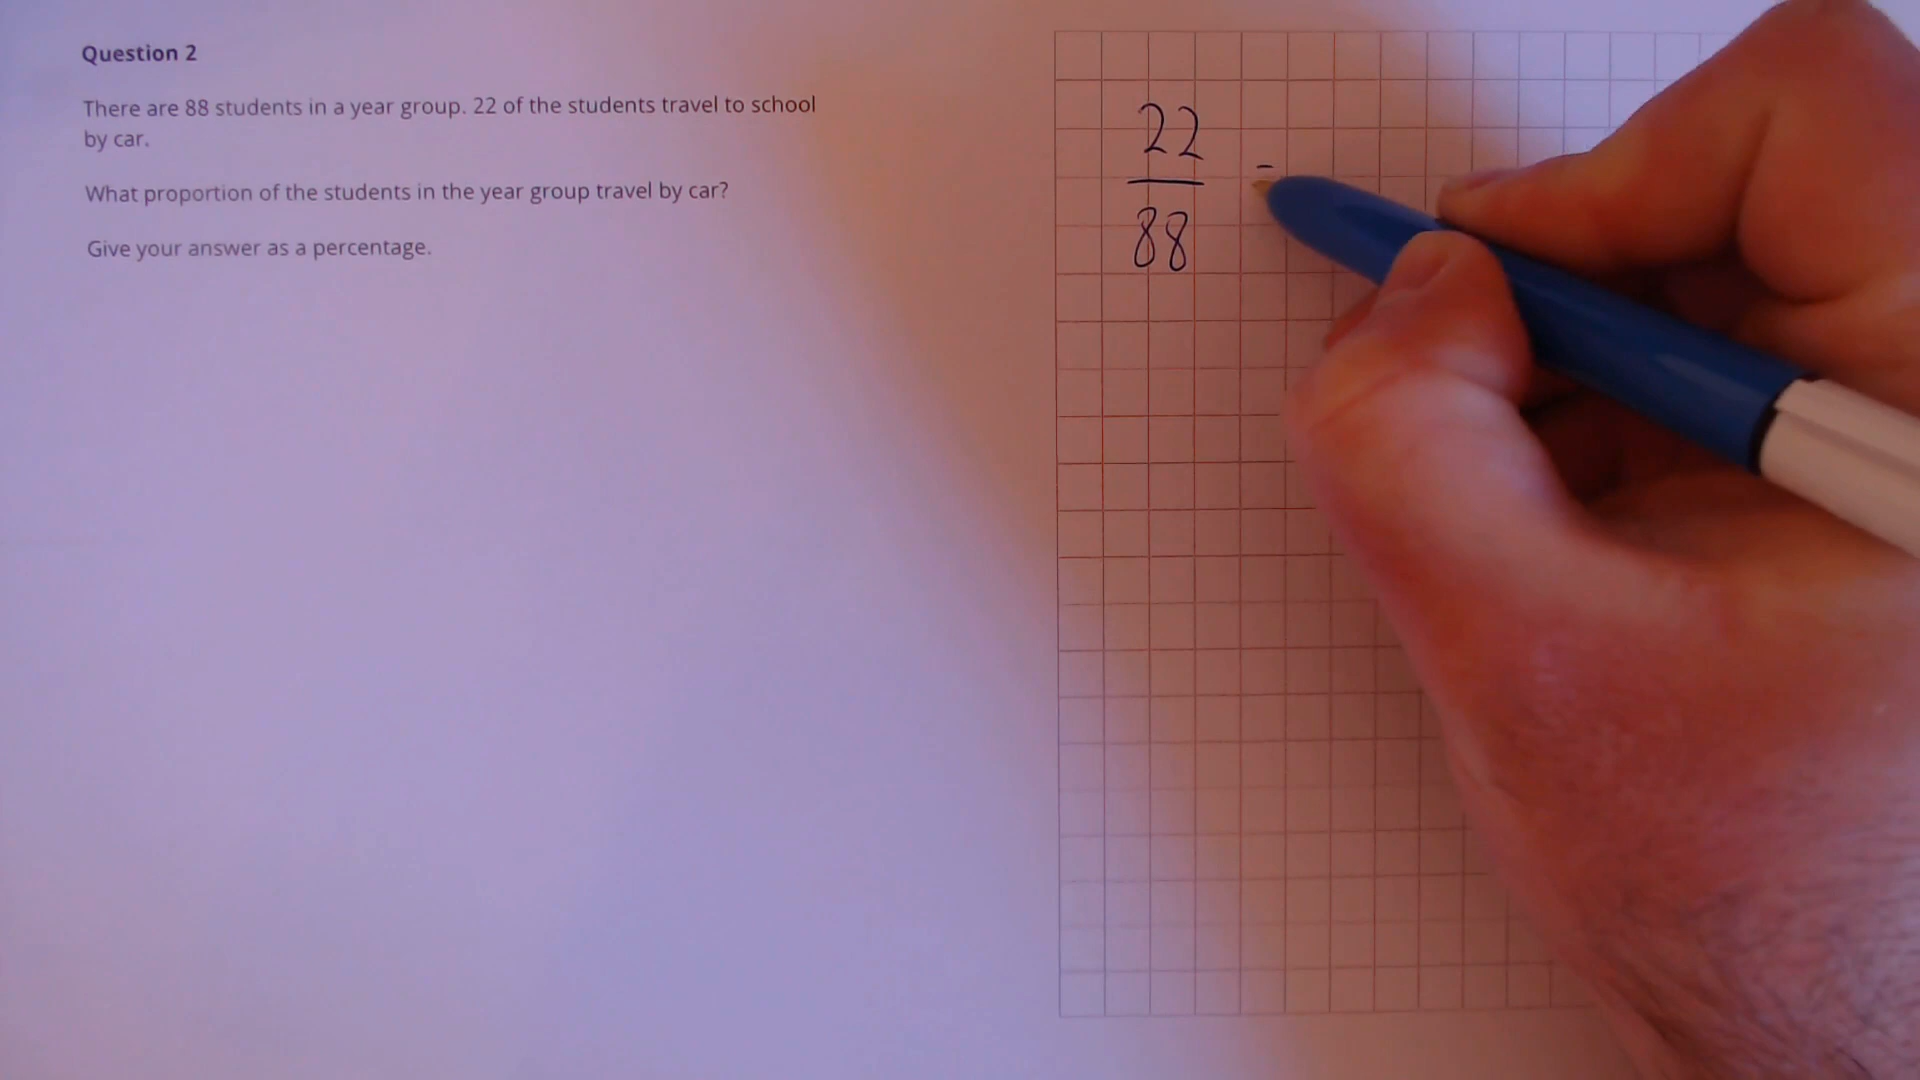 Question 2
There are 88 students in a year group. 22 of the students travel to school
by car.
What proportion of the students in the year group travel by car?
Give your answer as a percentage.
22
88